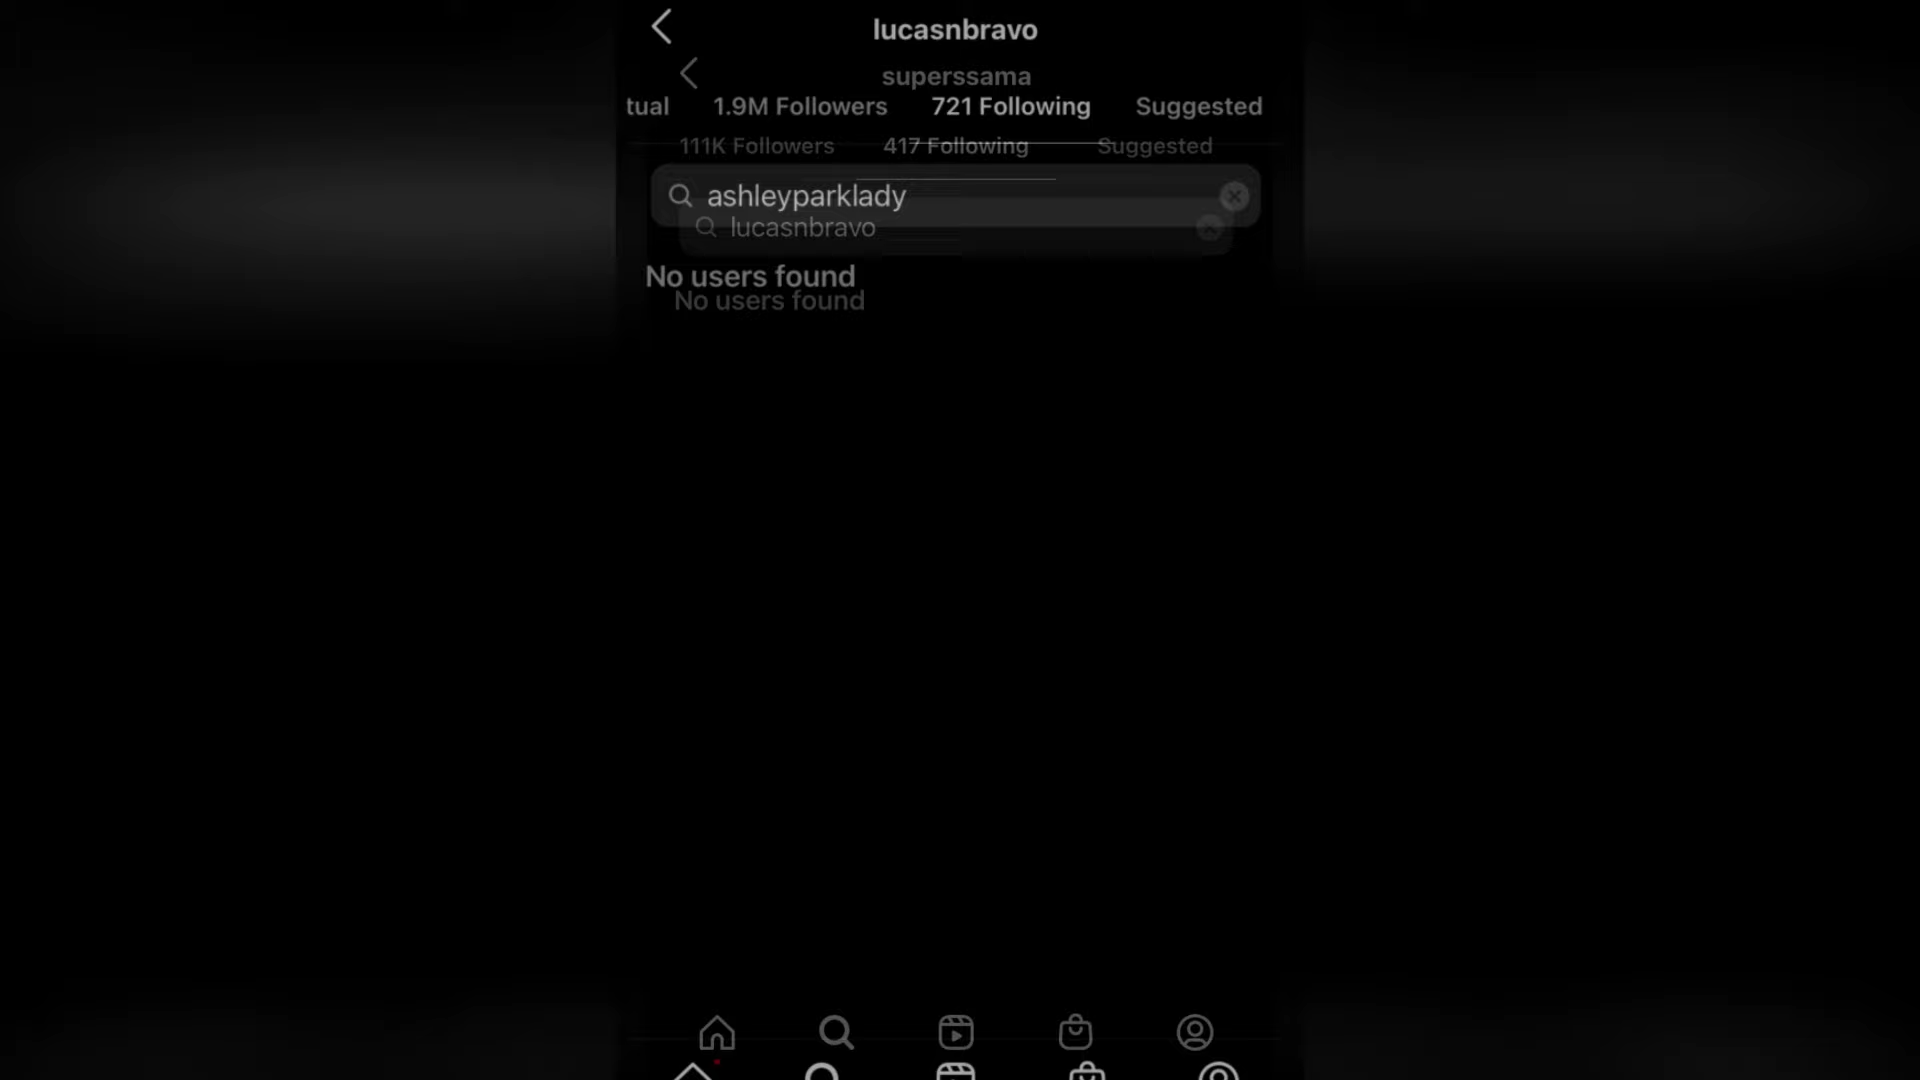 lucasnbravo
superssama
tual 1.9M Followers 721 Following Suggested
111K Followers 417 Following Suggested
ashleyparklady
lucasnbravo
No users found
No users found